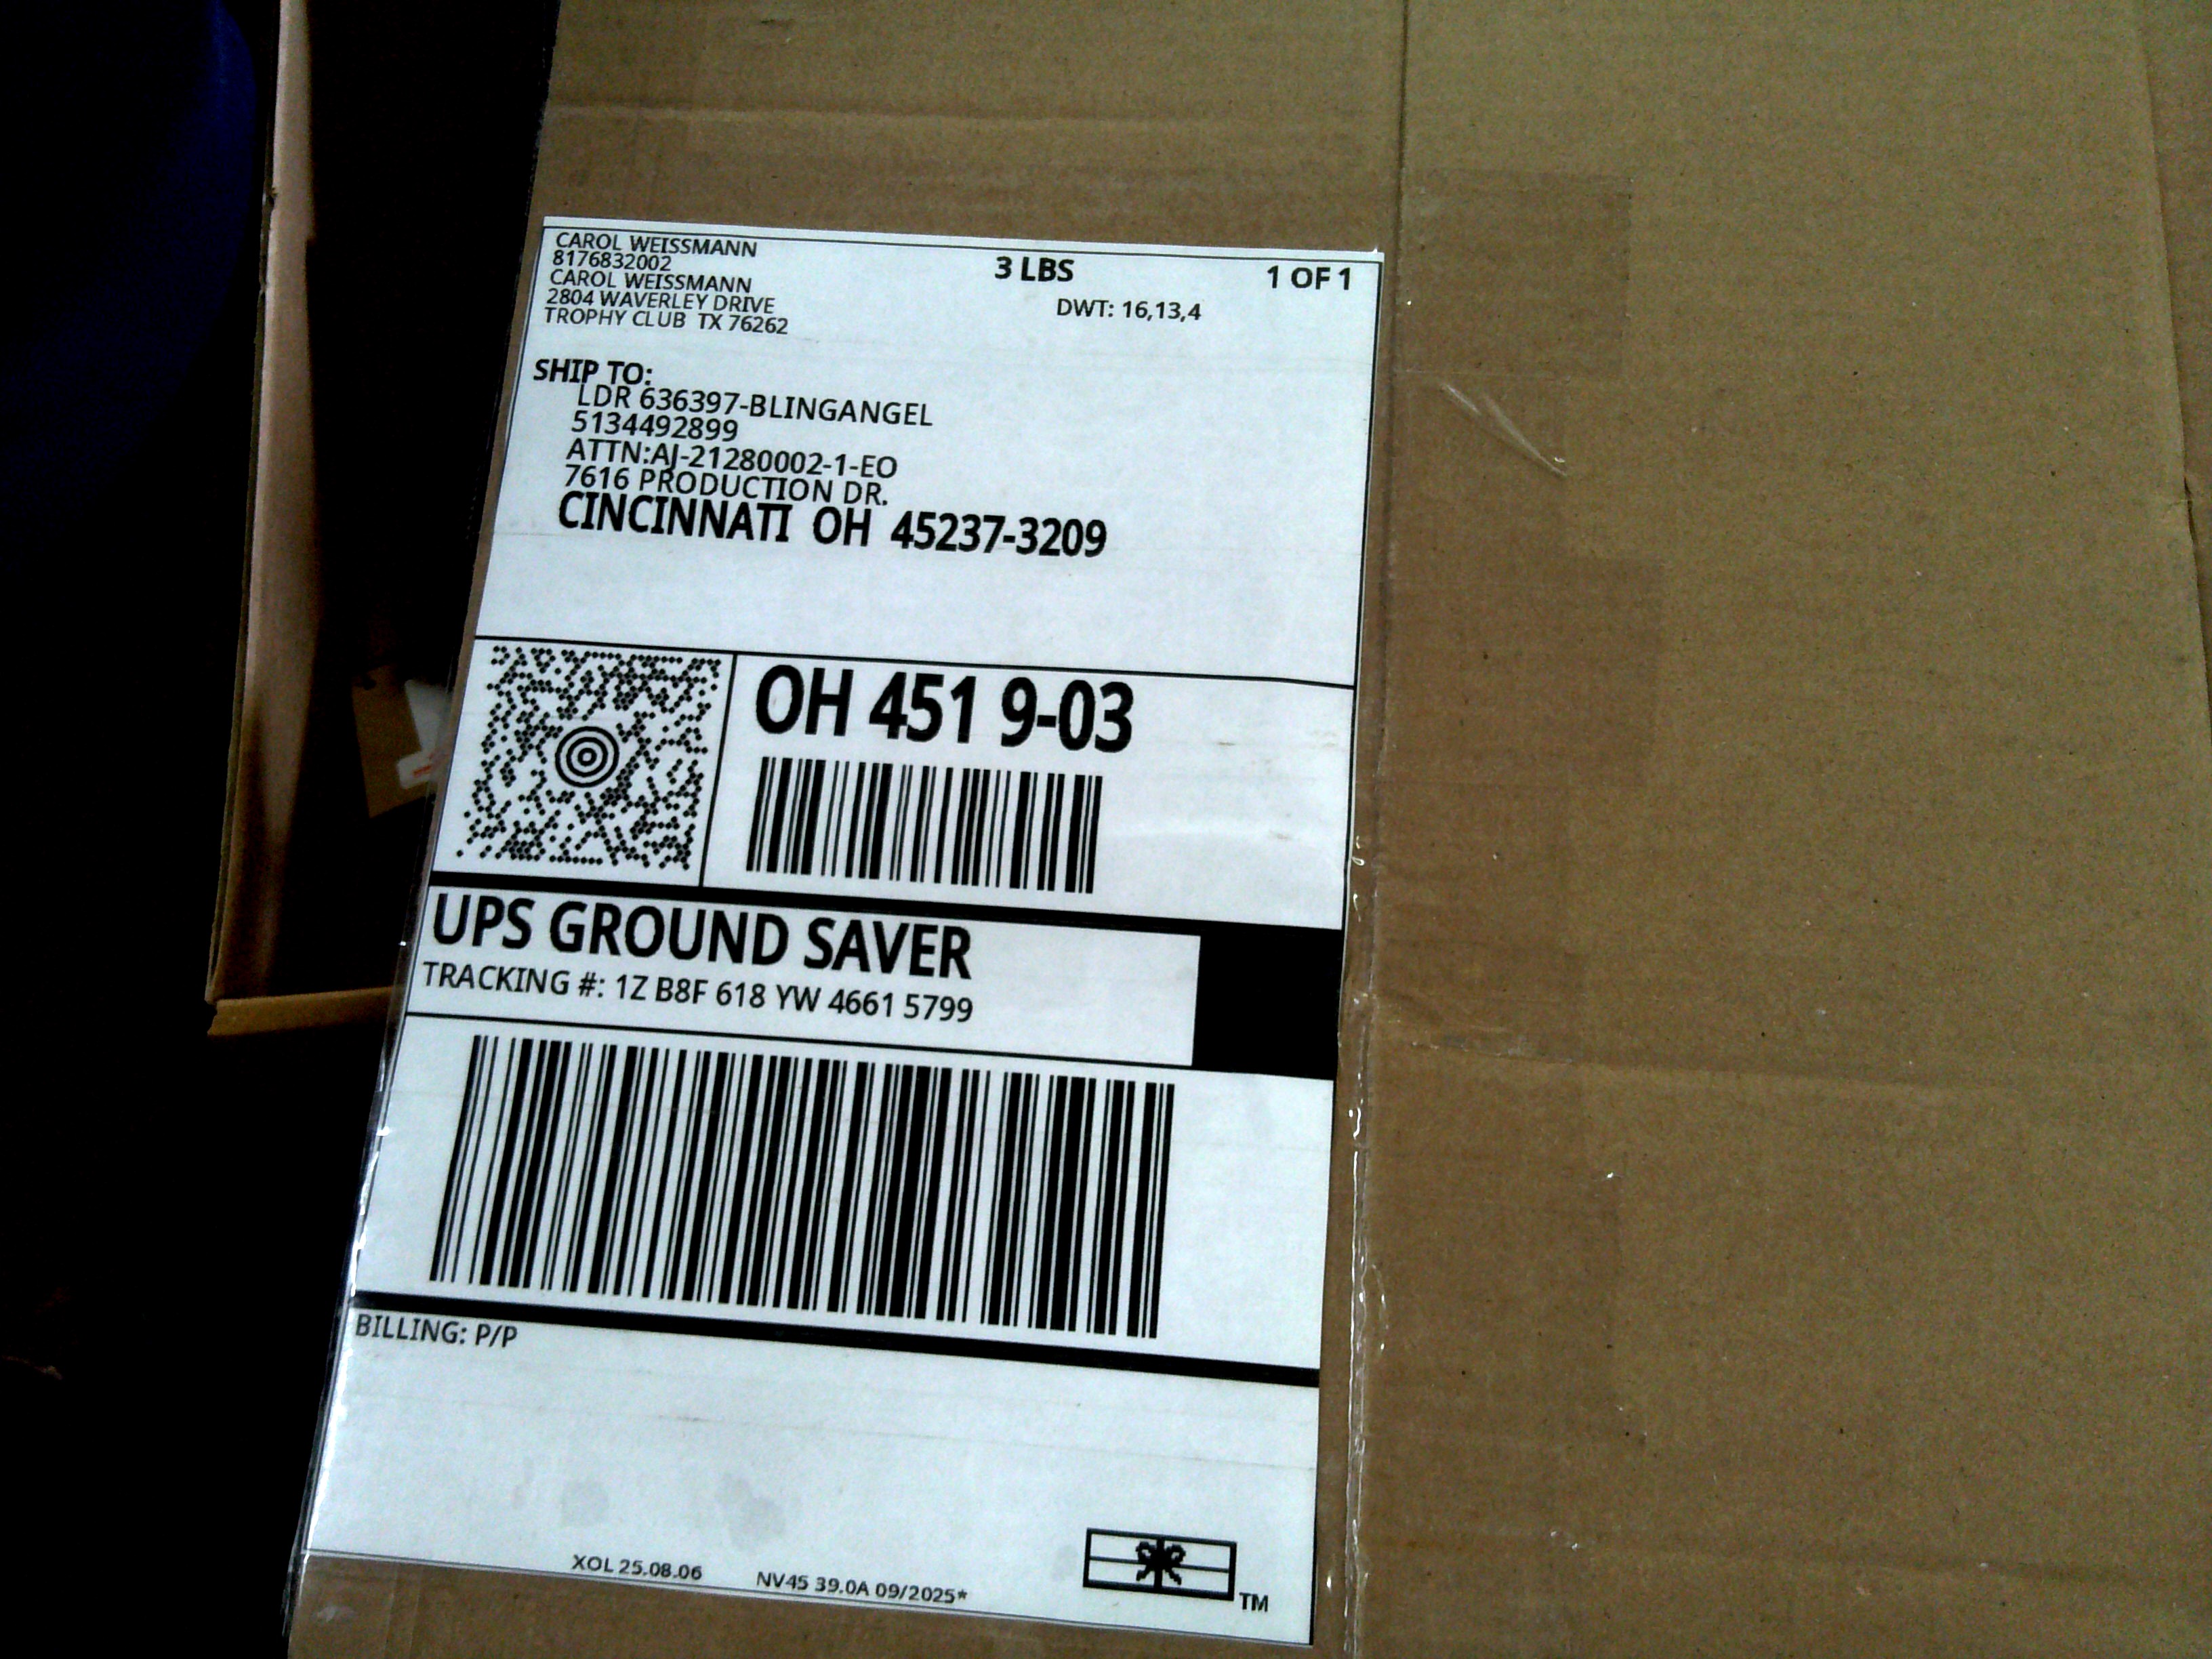 CAROL WEISSMANN
8176832002
CAROL WEISSMANN
2804 WAVERLEY DRIVE
TROPHY CLUB TX 76262
3 LBS
1 OF 1
DWT: 16,13,4
SHIP TO:
LDR 636397-BLINGANGEL
5134492899
ATTN:AJ-21280002-1-EO
7616 PRODUCTION DR.
CINCINNATI OH 45237-3209
OH 451 9-03
UPS GROUND SAVER
TRACKING #: 1Z B8F 618 YW 4661 5799
BILLING: P/P
XOL 25.08.06 NV45 39.0A 09/2025*
TM